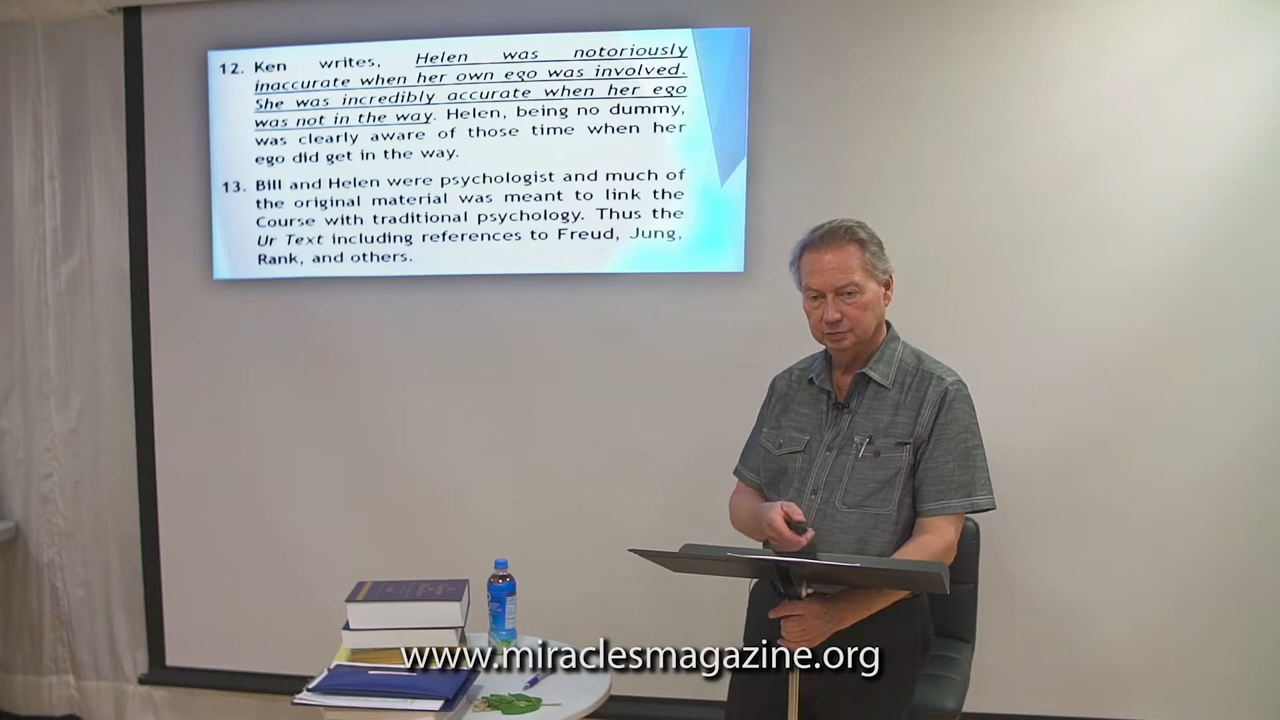 12. Ken writes, Helen was notoriously
inaccurate when her own ego was involved.
She was incredibly accurate when her ego
was not in the way. Helen, being no dummy,
was clearly aware of those time when her
ego did get in the way.
13. Bill and Helen were psychologist and much of
the original material was meant to link the
Course with traditional psychology. Thus the
Ur Text including references to Freud, Jung,
Rank, and others.
www.miraclesmagazine.org